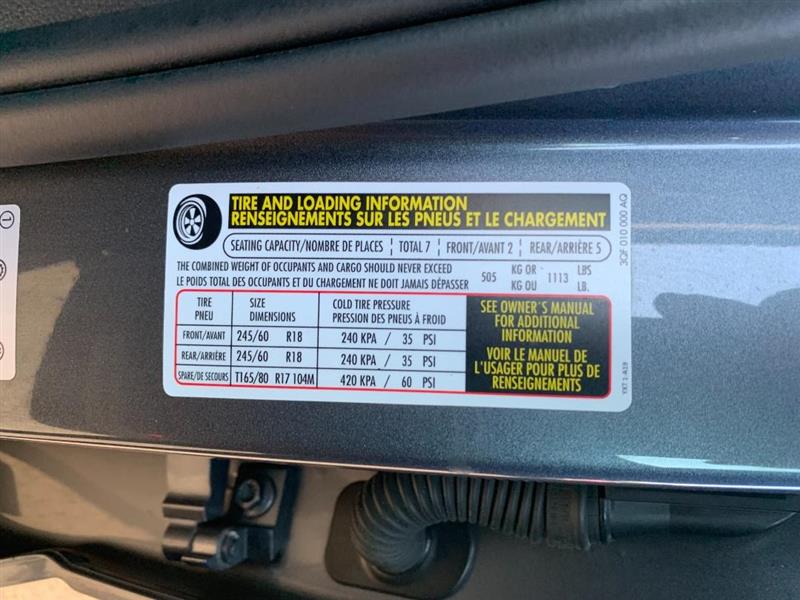 TIRE AND LOADING INFORMATION
RENSEIGNEMENTS SUR LES PNEUS ET LE CHARGEMENT
SEATING CAPACITY/NOMBRE DE PLACES ¦ TOTAL 7 ¦ FRONT/AVANT 2 ¦ REAR/ARRIÈRE 5
THE COMBINED WEIGHT OF OCCUPANTS AND CARGO SHOULD NEVER EXCEED 505 KG OR 1113 LBS
LE POIDS TOTAL DES OCCUPANTS ET DU CHARGEMENT NE DOIT JAMAIS DÉPASSER KG OU LB.
TIRE SIZE COLD TIRE PRESSURE
PNEU DIMENSIONS PRESSION DES PNEUS À FROID
FRONT/AVANT 245/60 R18 240 KPA / 35 PSI
REAR/ARRIÈRE 245/60 R18 240 KPA / 35 PSI
SPARE/DE SECOURS T165/80 R17 104M 420 KPA / 60 PSI
SEE OWNER'S MANUAL
FOR ADDITIONAL
INFORMATION
VOIR LE MANUEL DE
L'USAGER POUR PLUS DE
RENSEIGNEMENTS
3QF 010 000 AQ
1